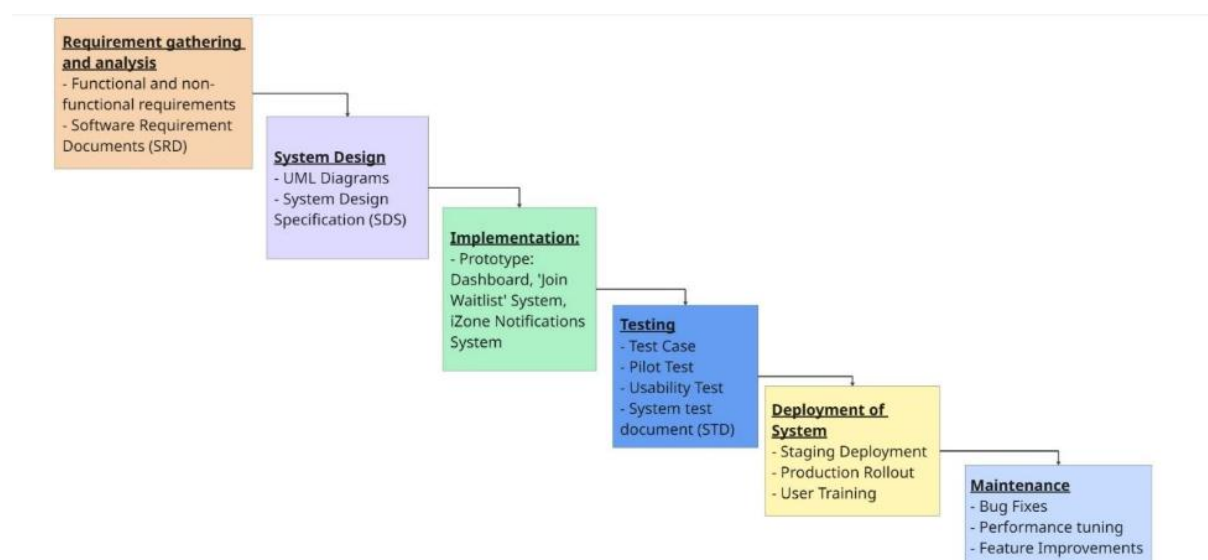 Requirement gathering
and analysis
- Functional and non-
functional requirements
- Software Requirement
Documents (SRD)
System Design
- UML Diagrams
- System Design
Specification (SDS)
Implementation:
- Prototype:
Dashboard, 'Join
Waitlist' System,
iZone Notifications
System
Testing
- Test Case
- Pilot Test
- Usability Test
- System test
document (STD)
Deployment of
System
- Staging Deployment
- Production Rollout
- User Training
Maintenance
- Bug Fixes
- Performance tuning
- Feature Improvements